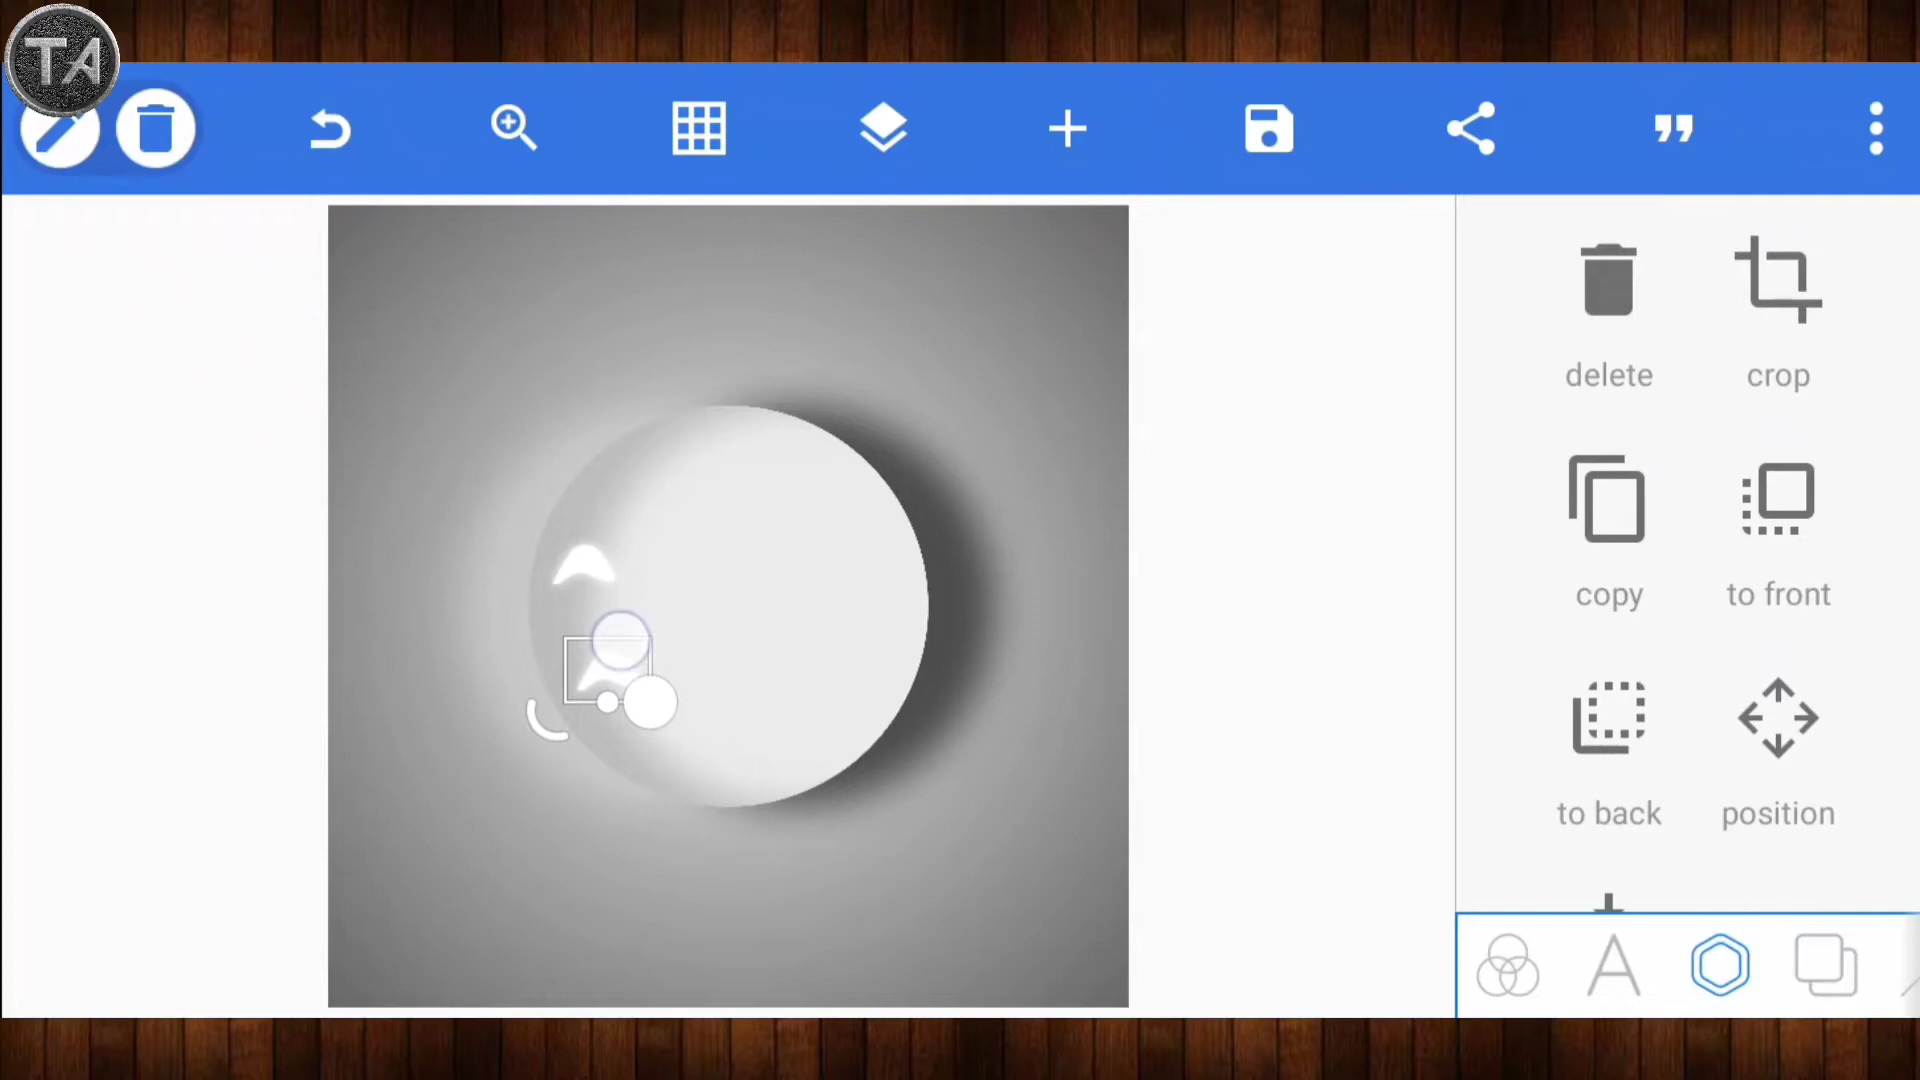 TA
delete
crop
copy
to front
to back
position
A